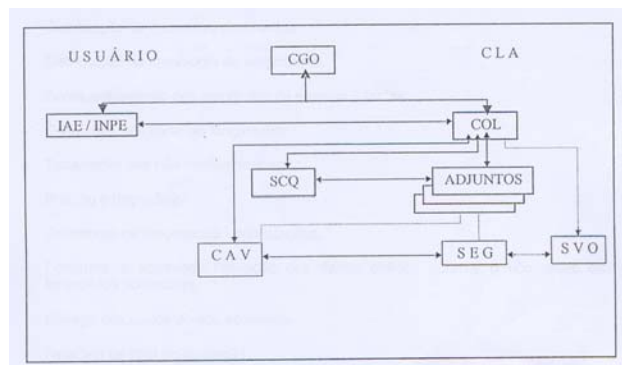 USUÁRIO CGO CLA
IAE / INPE COL
SCQ ADJUNTOS
CAV SEG SVO